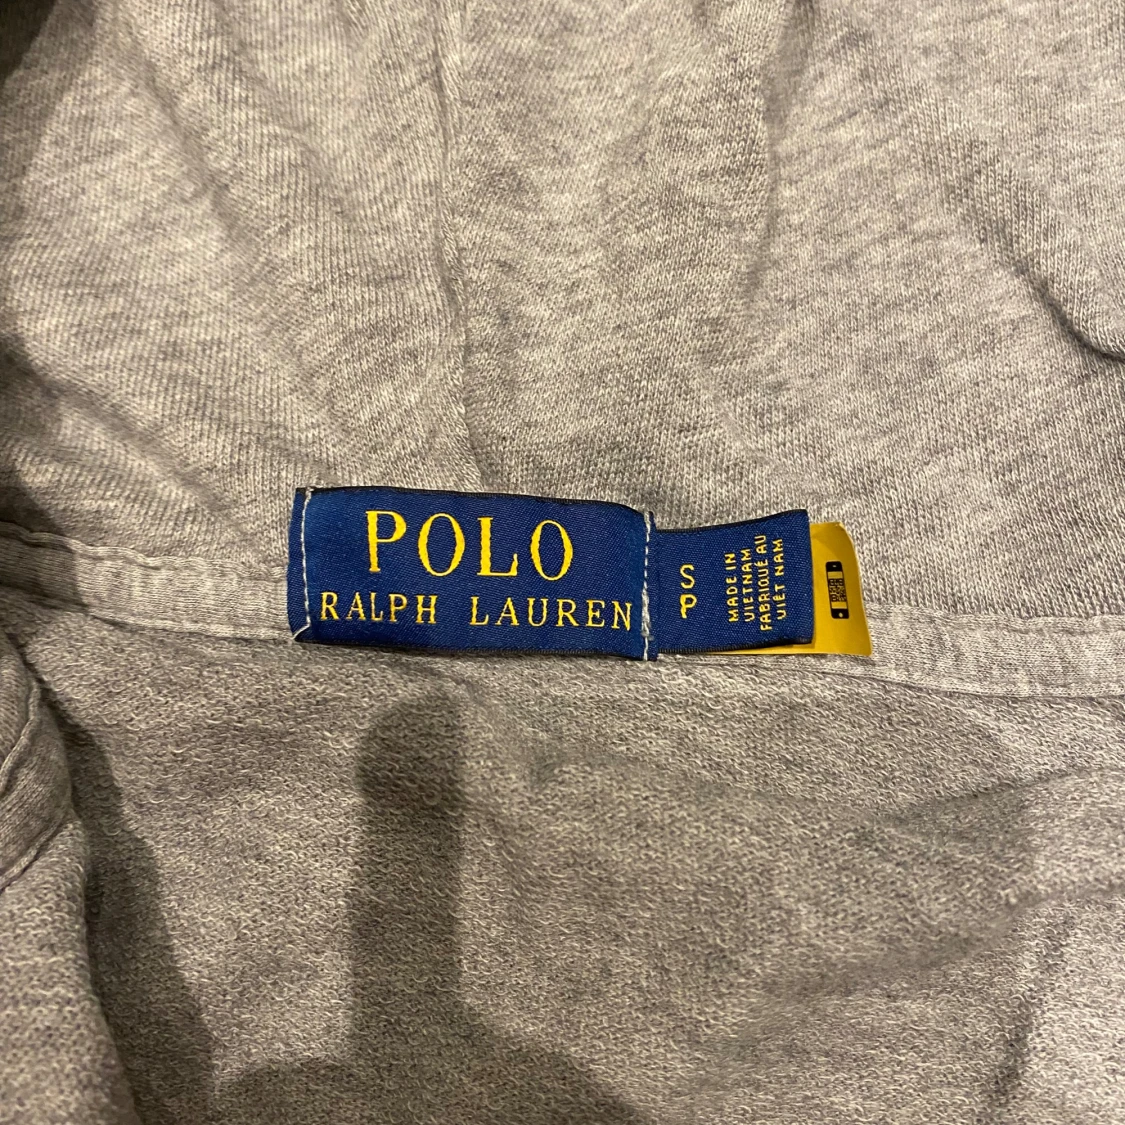 POLO
RALPH LAUREN
S
P
MADE IN
VIETNAM
FABRIQUÉ AU
VIÊT NAM